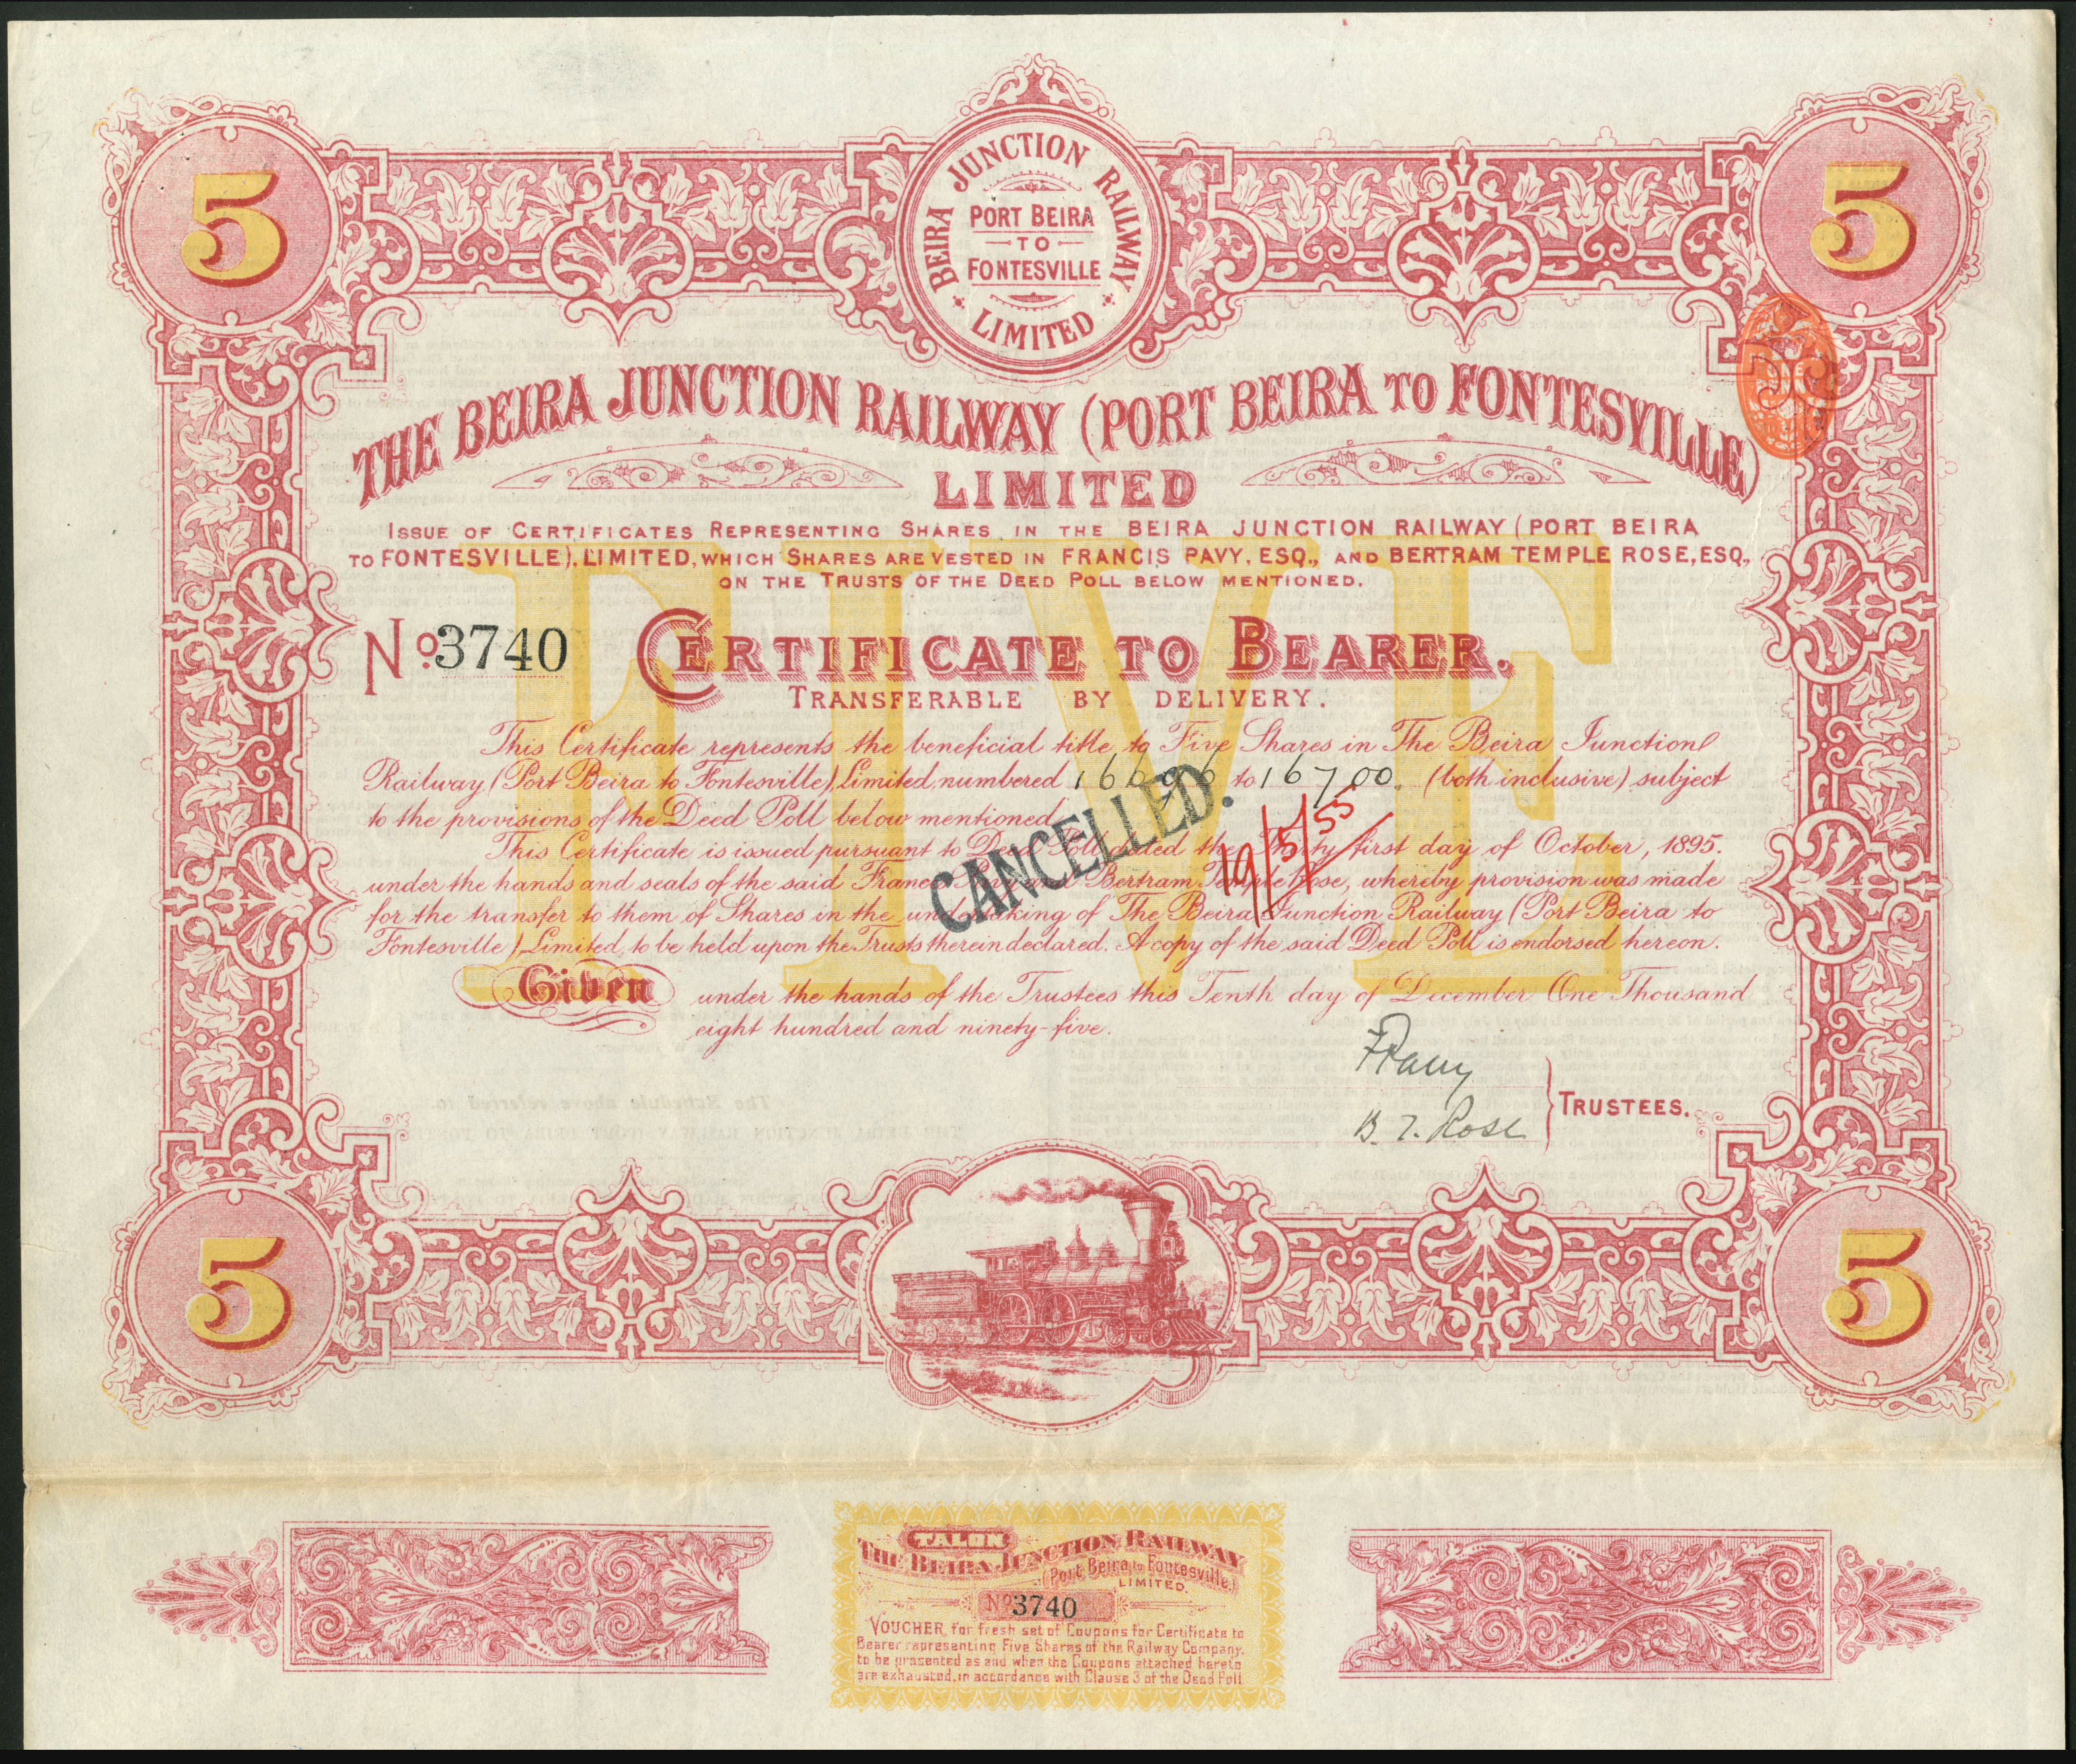 5
5
BEIRA JUNCTION RAILWAY
PORT BEIRA
TO
FONTESVILLE
LIMITED
THE BEIRA JUNCTION RAILWAY (PORT BEIRA TO FONTESVILLE)
LIMITED
ISSUE OF CERTIFICATES REPRESENTING SHARES IN THE BEIRA JUNCTION RAILWAY (PORT BEIRA
TO FONTESVILLE), LIMITED, WHICH SHARES ARE VESTED IN FRANCIS PAVY, ESQ., AND BERTRAM TEMPLE ROSE, ESQ.,
ON THE TRUSTS OF THE DEED POLL BELOW MENTIONED.
FIVE
No. 3740 CERTIFICATE TO BEARER.
TRANSFERABLE BY DELIVERY.
This Certificate represents the beneficial title to Five Shares in The Beira Junction
Railway (Port Beira to Fontesville) Limited, numbered 16696 to 16700. (both inclusive) subject
to the provisions of the Deed Poll below mentioned
CANCELLED.
19/5/55
This Certificate is issued pursuant to Deed Poll dated the Thirty first day of October, 1895.
under the hands and seals of the said Francis Pavy and Bertram Temple Rose, whereby provision was made
for the transfer to them of Shares in the undertaking of The Beira Junction Railway (Port Beira to
Fontesville) Limited, to be held upon the Trusts therein declared. A copy of the said Deed Poll is endorsed hereon.
Given under the hands of the Trustees this Tenth day of December One Thousand
eight hundred and ninety-five.
FPavy
B. T. Rose
TRUSTEES.
5
5
TALON
THE BEIRA JUNCTION RAILWAY
(Port Beira to Fontesville)
LIMITED.
No 3740
VOUCHER for fresh set of Coupons for Certificate to
Bearer representing Five Shares of the Railway Company,
to be presented as and when the Coupons attached hereto
are exhausted, in accordance with Clause 3 of the Deed Poll